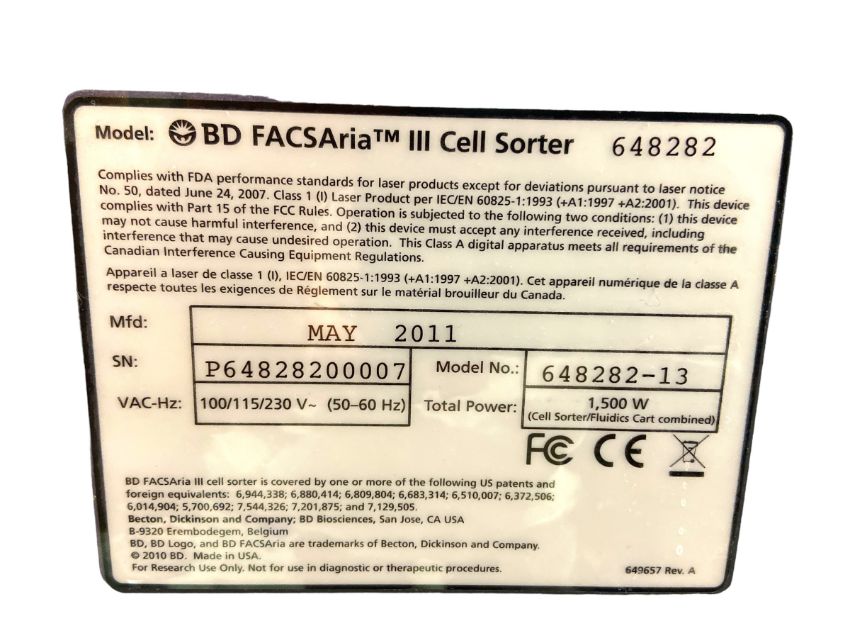 Model: BD FACSAria™ III Cell Sorter 648282
Complies with FDA performance standards for laser products except for deviations pursuant to laser notice
No. 50, dated June 24, 2007. Class 1 (I) Laser Product per IEC/EN 60825-1:1993 (+A1:1997 +A2:2001). This device
complies with Part 15 of the FCC Rules. Operation is subjected to the following two conditions: (1) this device
may not cause harmful interference, and (2) this device must accept any interference received, including
interference that may cause undesired operation. This Class A digital apparatus meets all requirements of the
Canadian Interference Causing Equipment Regulations.
Appareil a laser de classe 1 (I), IEC/EN 60825-1:1993 (+A1:1997 +A2:2001). Cet appareil numérique de la classe A
respecte toutes les exigences de Réglement sur le matérial brouilleur du Canada.
Mfd: MAY 2011
SN: P64828200007 Model No.: 648282-13
VAC-Hz: 100/115/230 V~ (50–60 Hz) Total Power: 1,500 W
(Cell Sorter/Fluidics Cart combined)
FC CE
BD FACSAria III cell sorter is covered by one or more of the following US patents and
foreign equivalents: 6,944,338; 6,880,414; 6,809,804; 6,683,314; 6,510,007; 6,372,506;
6,014,904; 5,700,692; 7,544,326; 7,201,875; and 7,129,505.
Becton, Dickinson and Company; BD Biosciences, San Jose, CA USA
B-9320 Erembodegem, Belgium
BD, BD Logo, and BD FACSAria are trademarks of Becton, Dickinson and Company.
© 2010 BD. Made in USA.
For Research Use Only. Not for use in diagnostic or therapeutic procedures. 649657 Rev. A